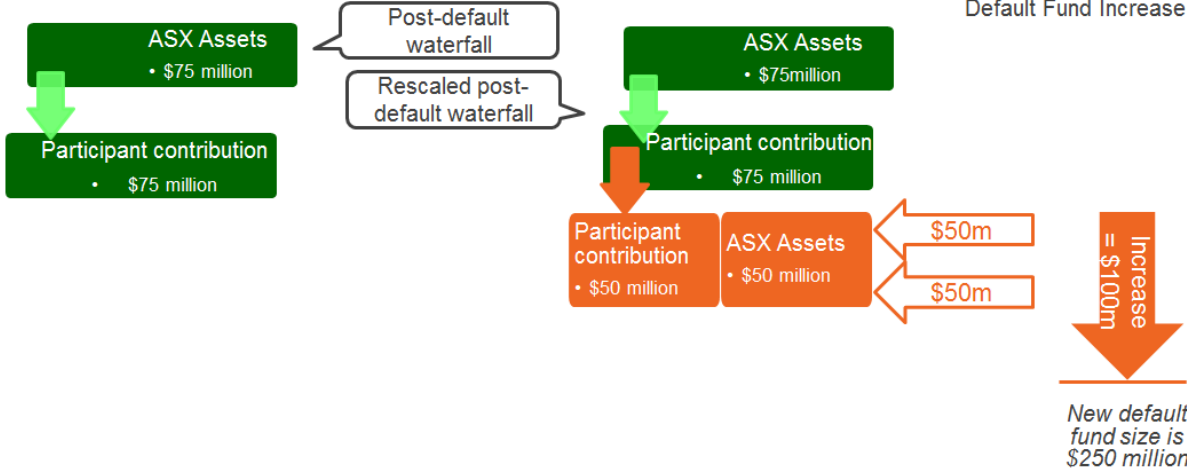 Default Fund Increase
Post-default
waterfall
ASX Assets
• $75 million
Participant contribution
• $75 million
Rescaled post-
default waterfall
ASX Assets
• $75million
Participant contribution
• $75 million
Participant
contribution
• $50 million
ASX Assets
• $50 million
$50m
$50m
Increase
= $100m
New default
fund size is
$250 million